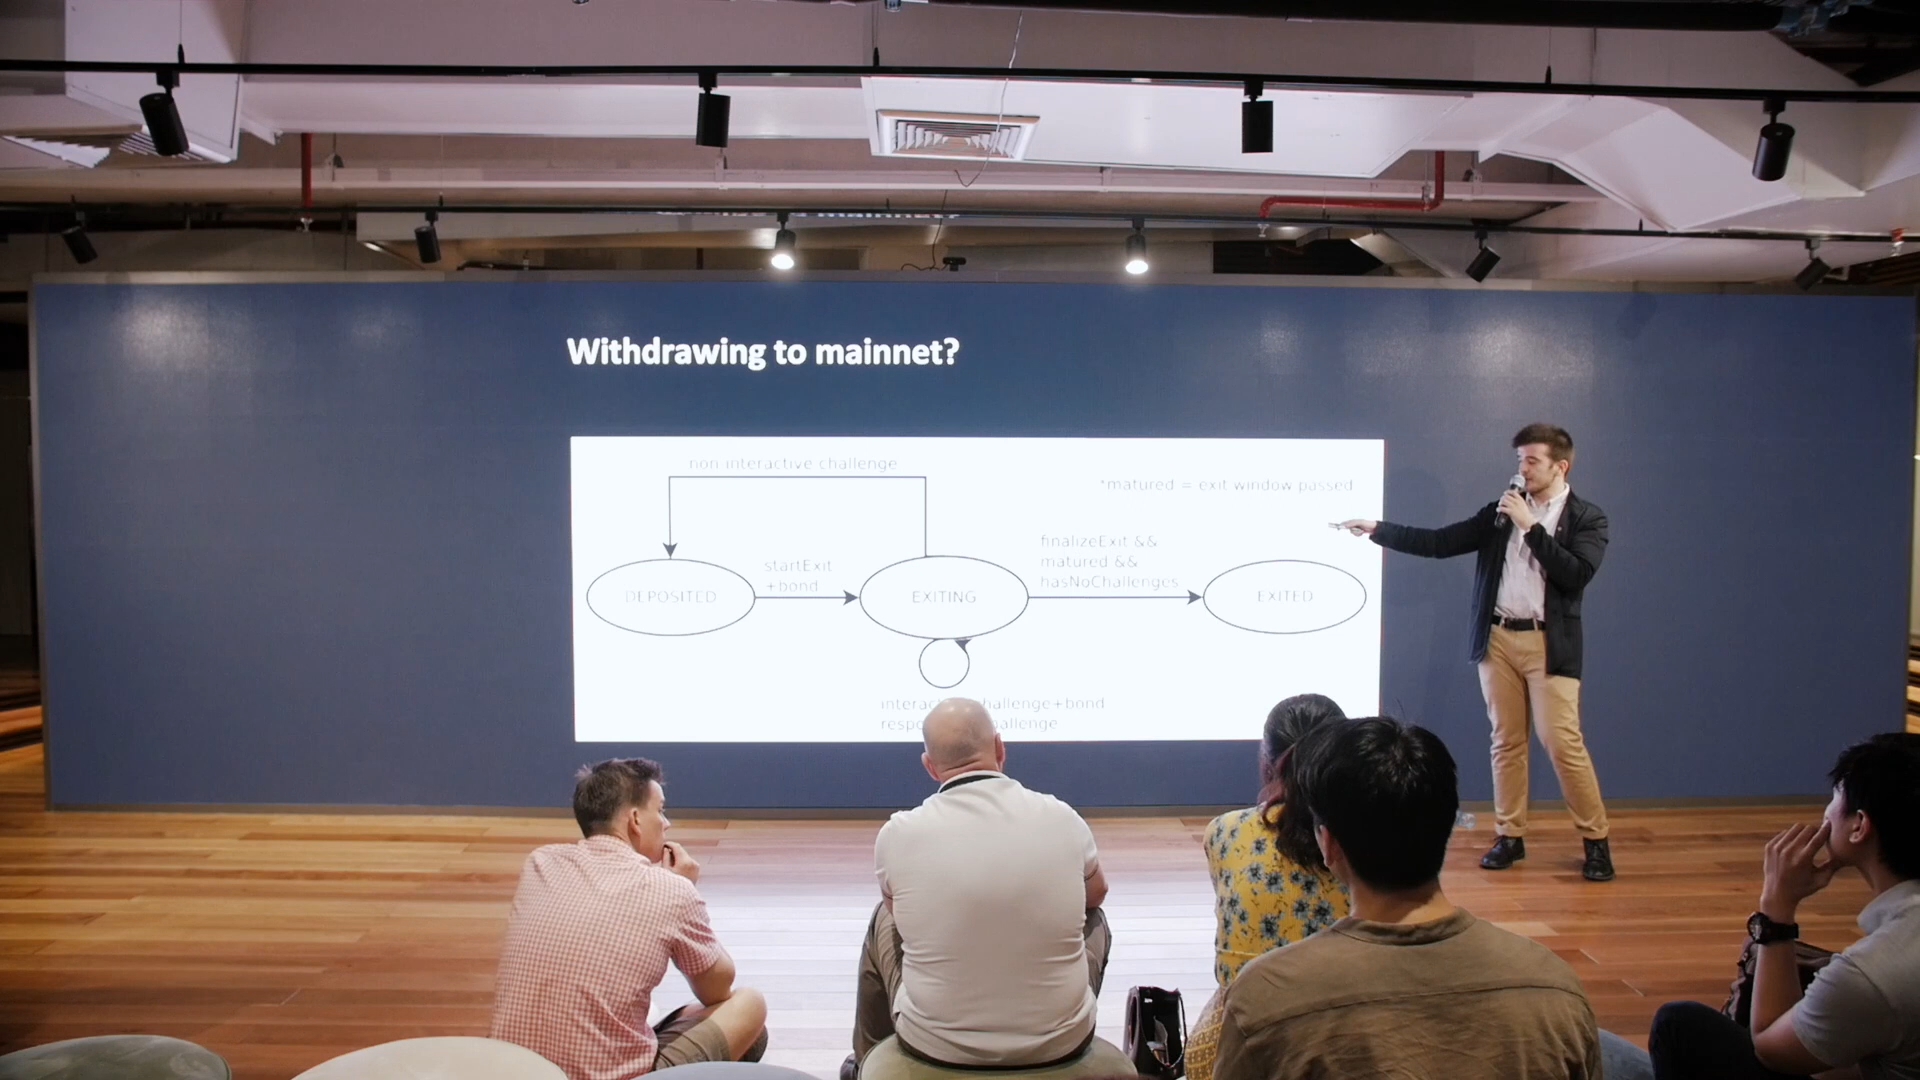 Withdrawing to mainnet?
non-interactive challenge
*matured = exit window passed
finalizeExit &&
matured &&
hasNoChallenges
startExit
+bond
DEPOSITED
EXITING
EXITED
challenge+bond
challenge